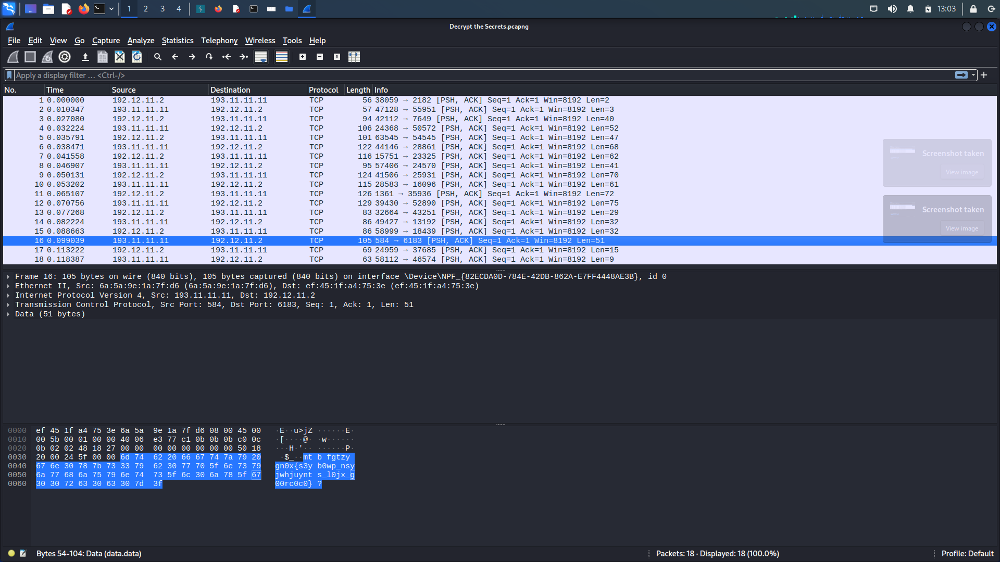 1 2 3 4 13:03
Decrypt the Secrets.pcapng
File Edit View Go Capture Analyze Statistics Telephony Wireless Tools Help
Apply a display filter … <Ctrl-/>
No. Time Source Destination Protocol Length Info
1 0.000000 192.12.11.2 193.11.11.11 TCP 56 38059 → 2182 [PSH, ACK] Seq=1 Ack=1 Win=8192 Len=2
2 0.010347 193.11.11.11 192.12.11.2 TCP 57 47128 → 55951 [PSH, ACK] Seq=1 Ack=1 Win=8192 Len=3
3 0.027080 192.12.11.2 193.11.11.11 TCP 94 42112 → 7649 [PSH, ACK] Seq=1 Ack=1 Win=8192 Len=40
4 0.032224 193.11.11.11 192.12.11.2 TCP 106 24368 → 50572 [PSH, ACK] Seq=1 Ack=1 Win=8192 Len=52
5 0.035791 192.12.11.2 193.11.11.11 TCP 101 63545 → 54545 [PSH, ACK] Seq=1 Ack=1 Win=8192 Len=47
6 0.038471 193.11.11.11 192.12.11.2 TCP 122 44146 → 28861 [PSH, ACK] Seq=1 Ack=1 Win=8192 Len=68
7 0.041558 192.12.11.2 193.11.11.11 TCP 116 15751 → 23325 [PSH, ACK] Seq=1 Ack=1 Win=8192 Len=62
8 0.046907 193.11.11.11 192.12.11.2 TCP 95 57406 → 24570 [PSH, ACK] Seq=1 Ack=1 Win=8192 Len=41
9 0.050131 192.12.11.2 193.11.11.11 TCP 124 41506 → 25931 [PSH, ACK] Seq=1 Ack=1 Win=8192 Len=70
10 0.053202 193.11.11.11 192.12.11.2 TCP 115 28583 → 16096 [PSH, ACK] Seq=1 Ack=1 Win=8192 Len=61
11 0.065107 192.12.11.2 193.11.11.11 TCP 126 1361 → 35936 [PSH, ACK] Seq=1 Ack=1 Win=8192 Len=72
12 0.070756 193.11.11.11 192.12.11.2 TCP 129 39430 → 52890 [PSH, ACK] Seq=1 Ack=1 Win=8192 Len=75
13 0.077268 192.12.11.2 193.11.11.11 TCP 83 32664 → 43251 [PSH, ACK] Seq=1 Ack=1 Win=8192 Len=29
14 0.082224 193.11.11.11 192.12.11.2 TCP 86 49427 → 13192 [PSH, ACK] Seq=1 Ack=1 Win=8192 Len=32
15 0.088663 192.12.11.2 193.11.11.11 TCP 86 58999 → 18439 [PSH, ACK] Seq=1 Ack=1 Win=8192 Len=32
16 0.099039 193.11.11.11 192.12.11.2 TCP 105 584 → 6183 [PSH, ACK] Seq=1 Ack=1 Win=8192 Len=51
17 0.113222 192.12.11.2 193.11.11.11 TCP 69 24959 → 37685 [PSH, ACK] Seq=1 Ack=1 Win=8192 Len=15
18 0.118387 193.11.11.11 192.12.11.2 TCP 63 58112 → 46574 [PSH, ACK] Seq=1 Ack=1 Win=8192 Len=9
Screenshot taken
View image
Screenshot taken
View image
Frame 16: 105 bytes on wire (840 bits), 105 bytes captured (840 bits) on interface \Device\NPF_{82ECDA0D-784E-42DB-862A-E7FF4448AE3B}, id 0
Ethernet II, Src: 6a:5a:9e:1a:7f:d6 (6a:5a:9e:1a:7f:d6), Dst: ef:45:1f:a4:75:3e (ef:45:1f:a4:75:3e)
Internet Protocol Version 4, Src: 193.11.11.11, Dst: 192.12.11.2
Transmission Control Protocol, Src Port: 584, Dst Port: 6183, Seq: 1, Ack: 1, Len: 51
Data (51 bytes)
0000 ef 45 1f a4 75 3e 6a 5a 9e 1a 7f d6 08 00 45 00 ·E··u>jZ ······E·
0010 00 5b 00 01 00 00 40 06 e3 77 c1 0b 0b 0b c0 0c ·[····@· ·w······
0020 0b 02 02 48 18 27 00 00 00 00 00 00 00 00 50 18 ···H·'·· ······P·
0030 20 00 24 5f 00 00 6d 74 62 20 66 67 74 7a 79 20 ·$_··mt b fgtzy
0040 67 6e 30 78 7b 73 33 79 62 30 77 70 5f 6e 73 79 gn0x{s3y b0wp_nsy
0050 6a 77 68 6a 75 79 6e 74 73 5f 6c 30 6a 78 5f 67 jwhjuynt s_l0jx_g
0060 30 30 72 63 30 63 30 7d 3f 00rc0c0} ?
Bytes 54-104: Data (data.data) Packets: 18 · Displayed: 18 (100.0%) Profile: Default